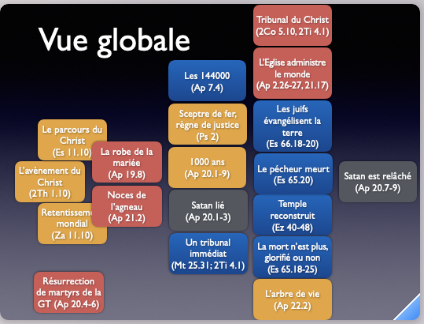 Vue globale
Tribunal du Christ
(2Co 5.10, 2Ti 4.1)
L'Eglise administre
le monde
(Ap 2.26-27, 21.17)
Les 144000
(Ap 7.4)
Sceptre de fer,
règne de justice
(Ps 2)
Les juifs
évangélisent la
terre
(Es 66.18-20)
Le parcours du
Christ
(Es 11.10)
La robe de la
mariée
(Ap 19.8)
1000 ans
(Ap 20.1-9)
Le pécheur meurt
(Es 65.20)
Satan est relâché
(Ap 20.7-9)
L'avènement du
Christ
(2Th 1.10)
Noces de
l'agneau
(Ap 21.2)
Satan lié
(Ap 20.1-3)
Temple
reconstruit
(Ez 40-48)
Retentissement
mondial
(Za 11.10)
Un tribunal
immédiat
(Mt 25.31; 2Ti 4.1)
La mort n'est plus,
glorifié ou non
(Es 65.18-25)
Résurrection
de martyrs de la
GT (Ap 20.4-6)
L'arbre de vie
(Ap 22.2)